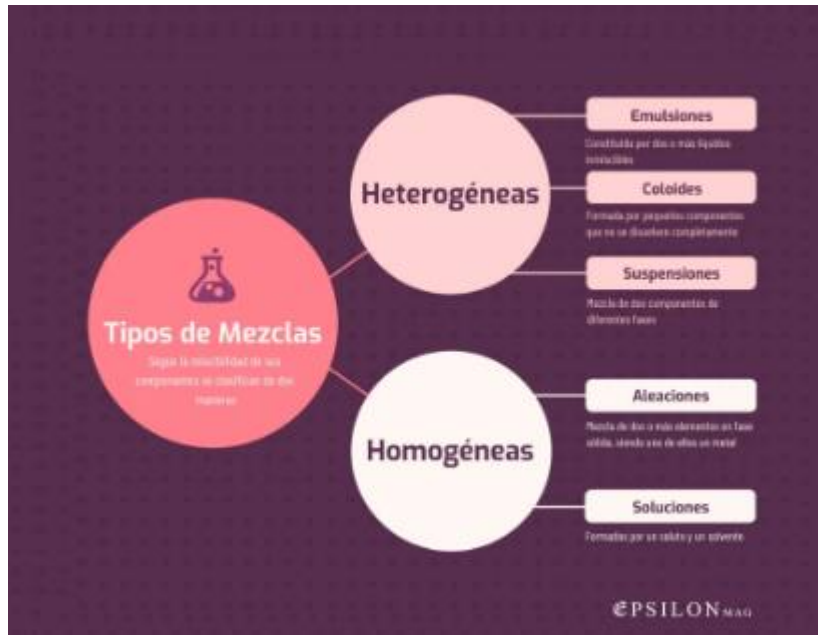 Tipos de Mezclas
Según la miscibilidad de sus
componentes se clasifican de dos
maneras
Heterogéneas
Emulsiones
Constituida por dos o más líquidos
inmiscibles
Coloides
Formada por pequeños componentes
que no se disuelven completamente
Suspensiones
Mezcla de dos componentes de
diferentes fases
Homogéneas
Aleaciones
Mezcla de dos o más elementos en fase
sólida, siendo uno de ellos un metal
Soluciones
Formadas por un soluto y un solvente
EPSILON MAG